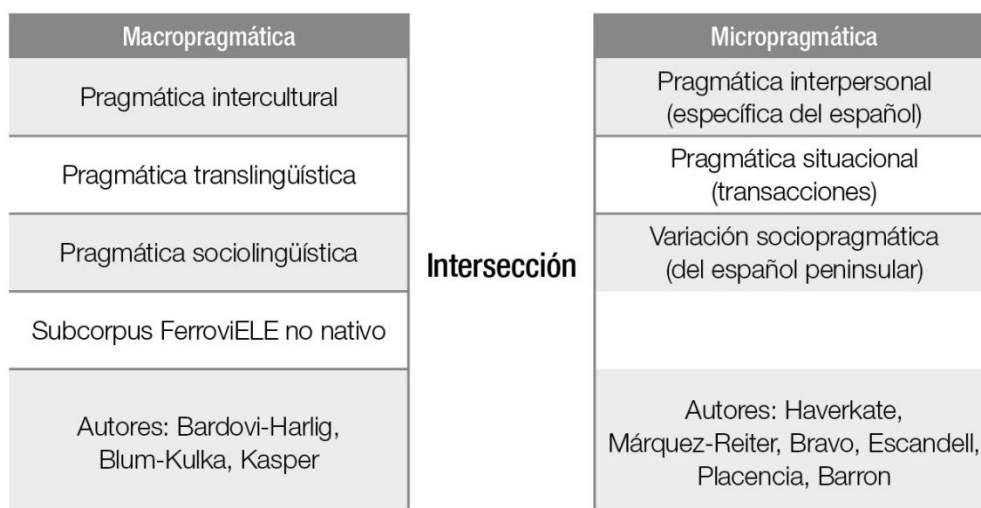 Macropragmática
Pragmática intercultural
Pragmática translingüística
Pragmática sociolingüística
Subcorpus FerroviELE no nativo
Autores: Bardovi-Harlig,
Blum-Kulka, Kasper
Intersección
Micropragmática
Pragmática interpersonal
(específica del español)
Pragmática situacional
(transacciones)
Variación sociopragmática
(del español peninsular)
Autores: Haverkate,
Márquez-Reiter, Bravo, Escandell,
Placencia, Barron